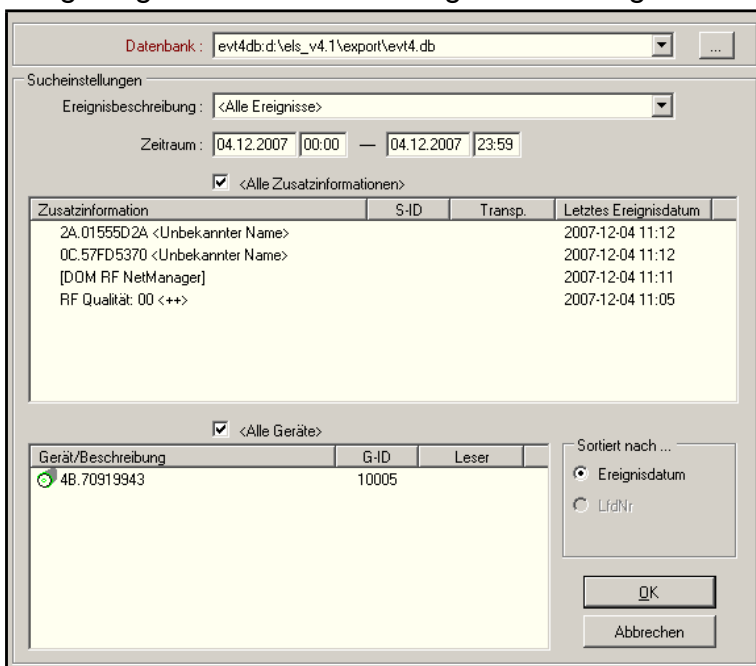 Datenbank : evt4db:d:\els_v4.1\export\evt4.db ...
Sucheinstellungen
Ereignisbeschreibung : <Alle Ereignisse>
Zeitraum : 04.12.2007 00:00 — 04.12.2007 23:59
<Alle Zusatzinformationen>
Zusatzinformation S-ID Transp. Letztes Ereignisdatum
2A.01555D2A <Unbekannter Name> 2007-12-04 11:12
0C.57FD5370 <Unbekannter Name> 2007-12-04 11:12
[DOM RF NetManager] 2007-12-04 11:11
RF Qualität: 00 <++> 2007-12-04 11:05
<Alle Geräte>
Gerät/Beschreibung G-ID Leser
4B.70919943 10005
Sortiert nach ...
Ereignisdatum
LfdNr
OK
Abbrechen